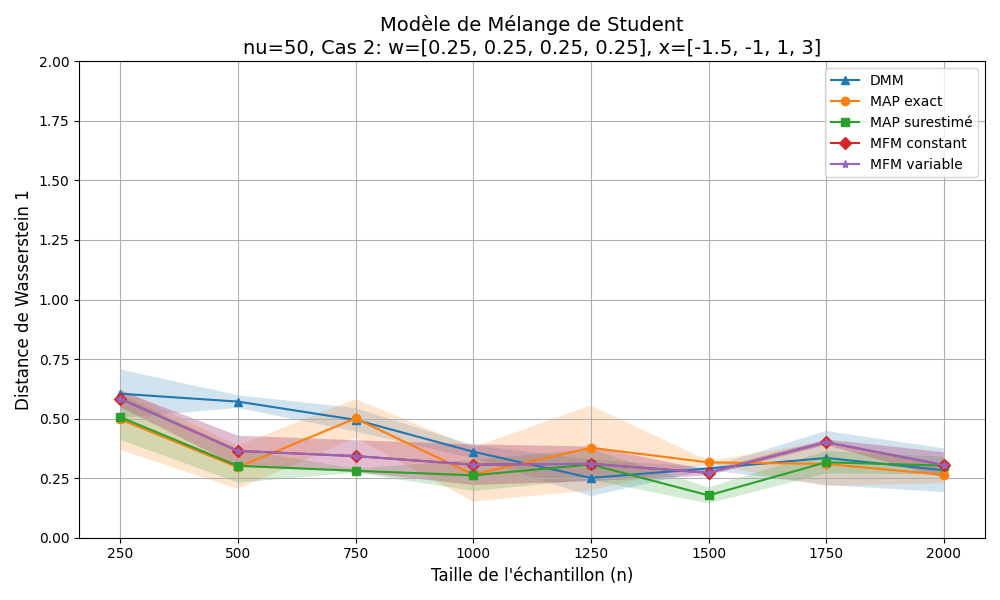 Modèle de Mélange de Student
nu=50, Cas 2: w=[0.25, 0.25, 0.25, 0.25], x=[-1.5, -1, 1, 3]
DMM
MAP exact
MAP surestimé
MFM constant
MFM variable
Distance de Wasserstein 1
2.00
1.75
1.50
1.25
1.00
0.75
0.50
0.25
0.00
250 500 750 1000 1250 1500 1750 2000
Taille de l'échantillon (n)